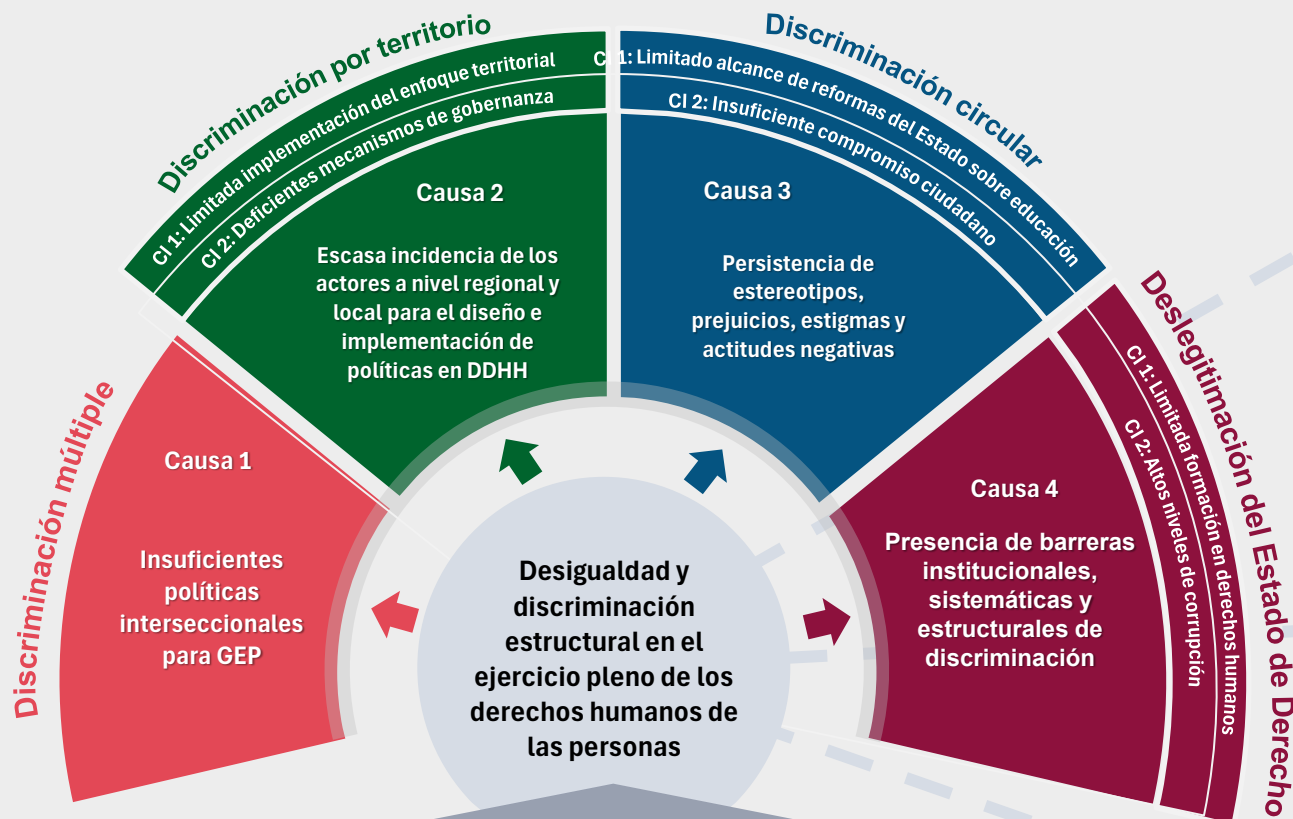 Discriminación múltiple
Causa 1
Insuficientes
políticas
interseccionales
para GEP
Discriminación por territorio
CI 1: Limitada implementación del enfoque territorial
CI 2: Deficientes mecanismos de gobernanza
Causa 2
Escasa incidencia de los
actores a nivel regional y
local para el diseño e
implementación de
políticas en DDHH
Discriminación circular
CI 1: Limitado alcance de reformas del Estado sobre educación
CI 2: Insuficiente compromiso ciudadano
Causa 3
Persistencia de
estereotipos,
prejuicios, estigmas y
actitudes negativas
Deslegitimación del Estado de Derecho
CI 1: Limitada formación en derechos humanos
CI 2: Altos niveles de corrupción
Causa 4
Presencia de barreras
institucionales,
sistemáticas y
estructurales de
discriminación
Desigualdad y
discriminación
estructural en el
ejercicio pleno de los
derechos humanos de
las personas